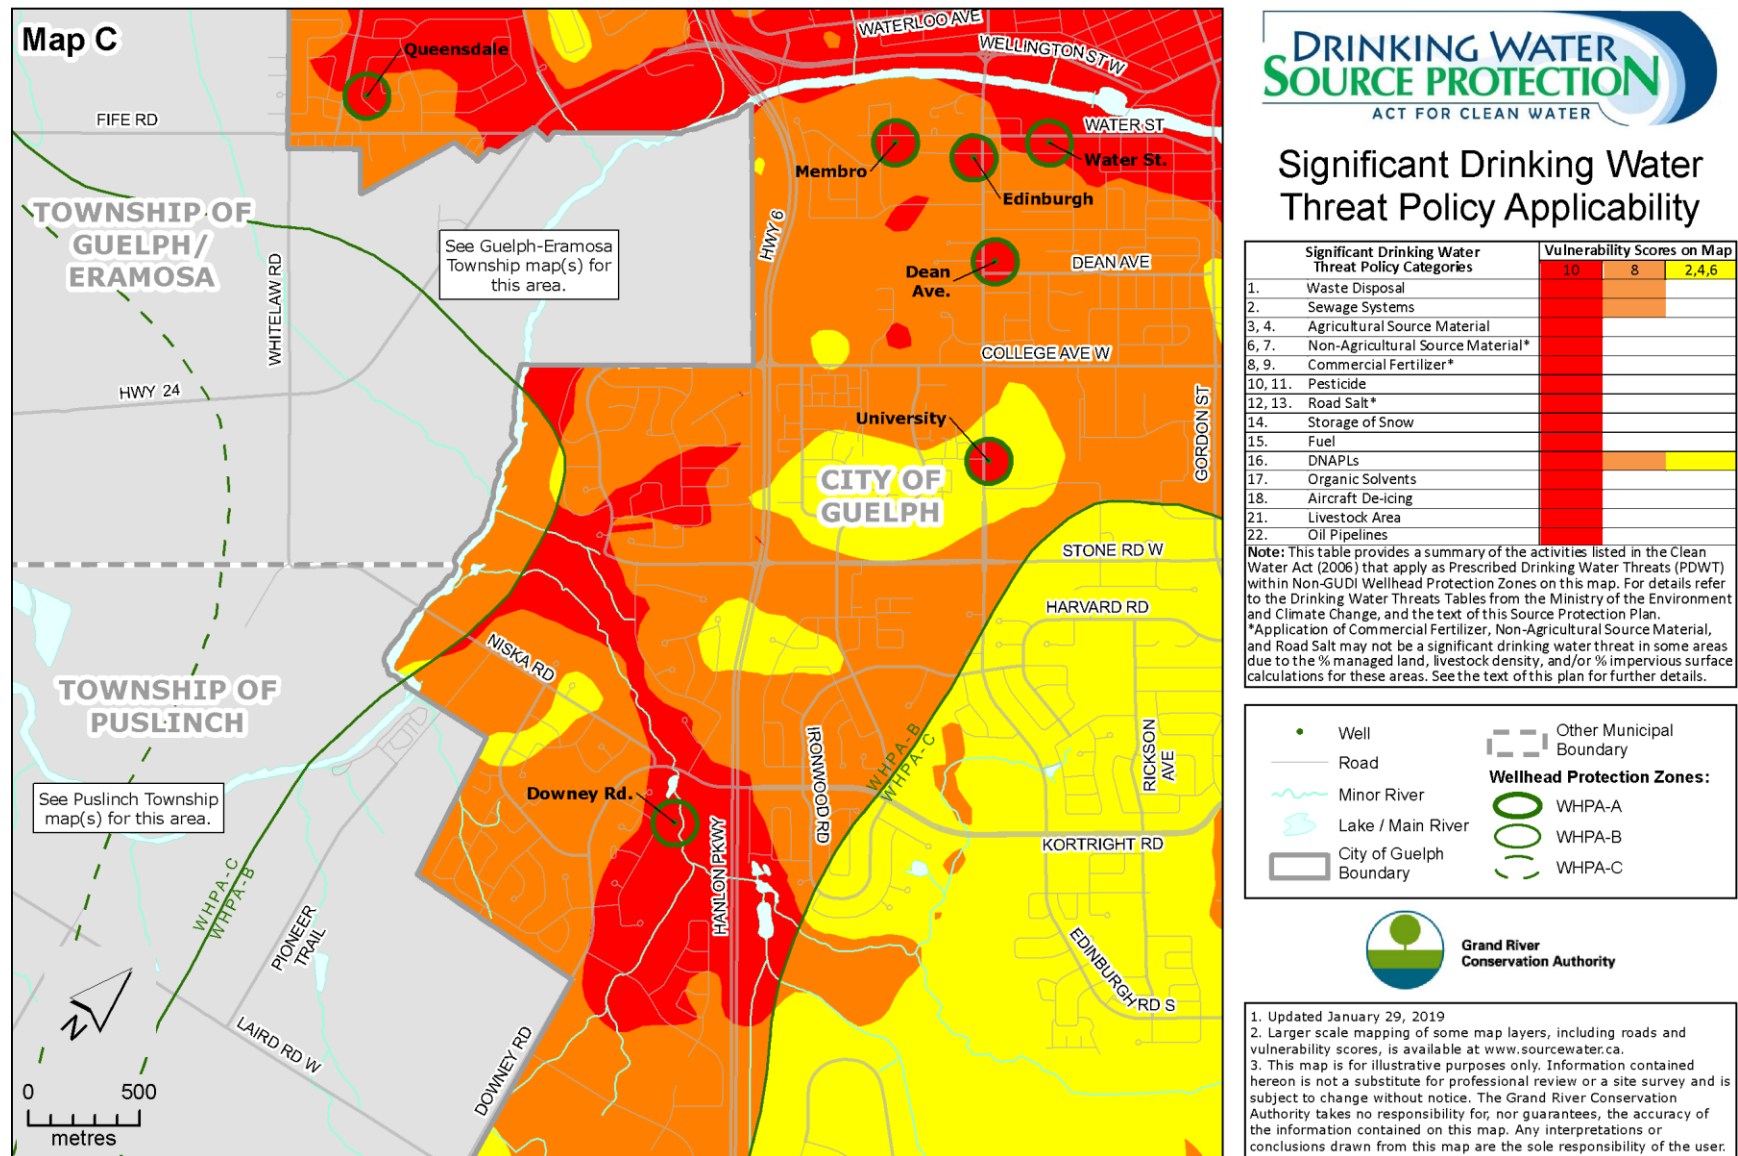 Map C
Queensdale
WATERLOO AVE
WELLINGTON ST W
FIFE RD
WATER ST
Membro
Water St.
Edinburgh
TOWNSHIP OF
GUELPH/
ERAMOSA
See Guelph-Eramosa
Township map(s) for
this area.
HWY 6
WHITELAW RD
Dean
Ave.
DEAN AVE
COLLEGE AVE W
HWY 24
GORDON ST
University
CITY OF
GUELPH
STONE RD W
HARVARD RD
NISKA RD
TOWNSHIP OF
PUSLINCH
See Puslinch Township
map(s) for this area.
Downey Rd.
IRONWOOD RD
WHPA-B
WHPA-C
RICKSON
AVE
KORTRIGHT RD
HANLON PKWY
WHPA-C
WHPA-B
PIONEER
TRAIL
EDINBURGH RD S
LAIRD RD W
DOWNEY RD
N
0 500
metres
DRINKING WATER
SOURCE PROTECTION
ACT FOR CLEAN WATER
Significant Drinking Water
Threat Policy Applicability
Significant Drinking Water
Threat Policy Categories
Vulnerability Scores on Map
10 8 2,4,6
1. Waste Disposal
2. Sewage Systems
3, 4. Agricultural Source Material
6, 7. Non-Agricultural Source Material*
8, 9. Commercial Fertilizer*
10, 11. Pesticide
12, 13. Road Salt*
14. Storage of Snow
15. Fuel
16. DNAPLs
17. Organic Solvents
18. Aircraft De-icing
21. Livestock Area
22. Oil Pipelines
Note: This table provides a summary of the activities listed in the Clean
Water Act (2006) that apply as Prescribed Drinking Water Threats (PDWT)
within Non-GUDI Wellhead Protection Zones on this map. For details refer
to the Drinking Water Threats Tables from the Ministry of the Environment
and Climate Change, and the text of this Source Protection Plan.
*Application of Commercial Fertilizer, Non-Agricultural Source Material,
and Road Salt may not be a significant drinking water threat in some areas
due to the % managed land, livestock density, and/or % impervious surface
calculations for these areas. See the text of this plan for further details.
Well
Road
Minor River
Lake / Main River
City of Guelph
Boundary
Other Municipal
Boundary
Wellhead Protection Zones:
WHPA-A
WHPA-B
WHPA-C
Grand River
Conservation Authority
1. Updated January 29, 2019
2. Larger scale mapping of some map layers, including roads and
vulnerability scores, is available at www.sourcewater.ca.
3. This map is for illustrative purposes only. Information contained
hereon is not a substitute for professional review or a site survey and is
subject to change without notice. The Grand River Conservation
Authority takes no responsibility for, nor guarantees, the accuracy of
the information contained on this map. Any interpretations or
conclusions drawn from this map are the sole responsibility of the user.